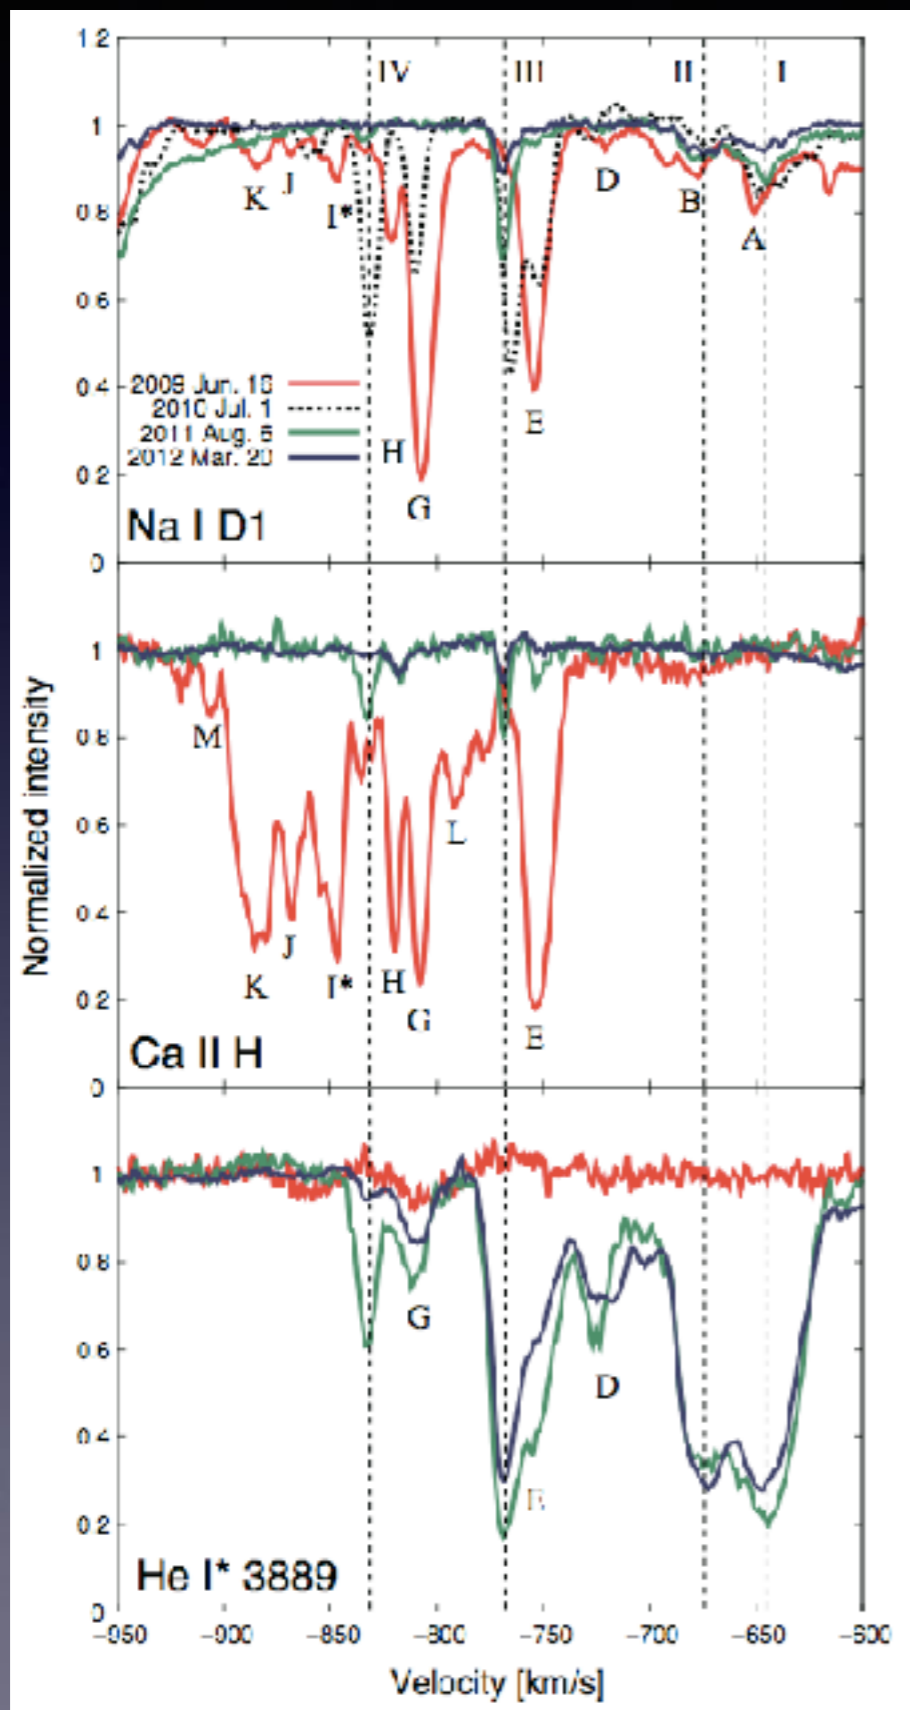 1.2
IV III II I
1
K J I* D B A
0.8
0.6
0.4
2009 Jun. 16
2010 Jul. 1
2011 Aug. 6
2012 Mar. 20
H G E
0.2
Na I D1
0
1
M
0.8
L
0.6
0.4
K J I* H G E
0.2
Ca II H
0
1
0.8
G
0.6
D
0.4
E
0.2
He I* 3889
0
Normalized intensity
−950 −900 −850 −800 −750 −700 −650 −600
Velocity [km/s]